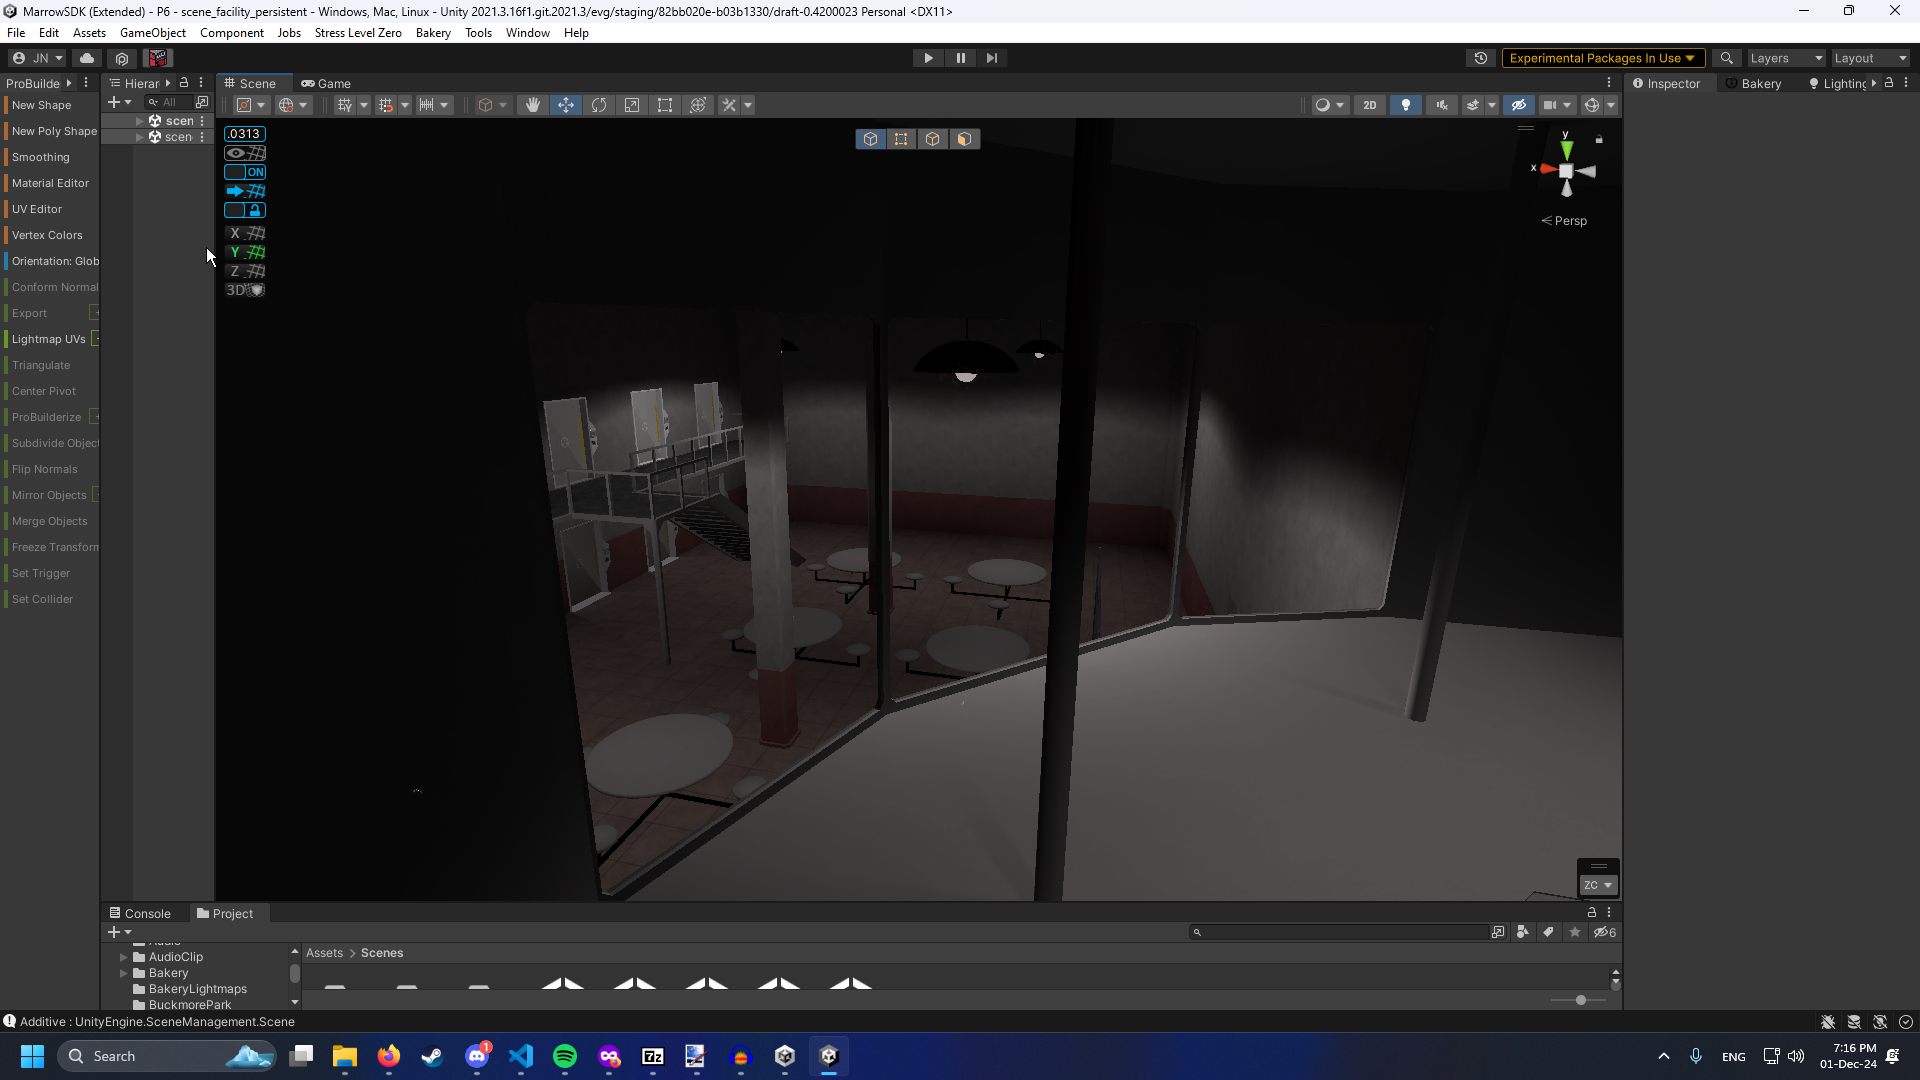 MarrowSDK (Extended) - P6 - scene_facility_persistent - Windows, Mac, Linux - Unity 2021.3.16f1.git.2021.3/evg/staging/82bb020e-b03b1330/draft-0.4200023 Personal <DX11>
File Edit Assets GameObject Component Jobs Stress Level Zero Bakery Tools Window Help
JN Experimental Packages In Use Layers Layout
ProBuilde Hierar Scene Game Inspector Bakery Lighting
New Shape All 2D
scen
New Poly Shape scen .0313
Smoothing
ON
Material Editor
UV Editor
Vertex Colors X
Y
Orientation: Glob Z
Conform Normal 3D
Export
Lightmap UVs
Triangulate
Center Pivot
ProBuilderize
Subdivide Object
Flip Normals
Mirror Objects
Merge Objects
Freeze Transform
Set Trigger
Set Collider
y
x
Persp
ZC
Console Project
6
Audio
AudioClip
Bakery
BakeryLightmaps
BuckmorePark
Assets > Scenes
Additive : UnityEngine.SceneManagement.Scene
Search 1 7z ENG 7:16 PM
01-Dec-24